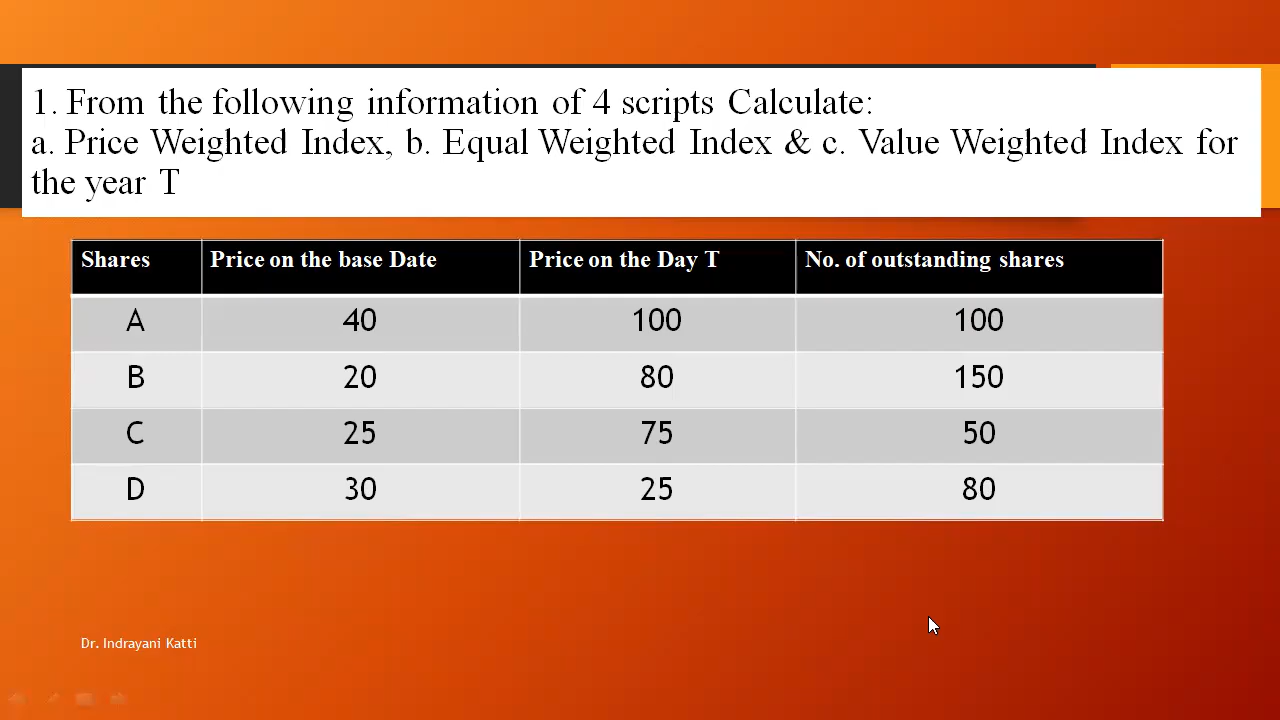 1. From the following information of 4 scripts Calculate:
a. Price Weighted Index, b. Equal Weighted Index & c. Value Weighted Index for
the year T
Shares Price on the base Date Price on the Day T No. of outstanding shares
A 40 100 100
B 20 80 150
C 25 75 50
D 30 25 80
Dr. Indrayani Katti